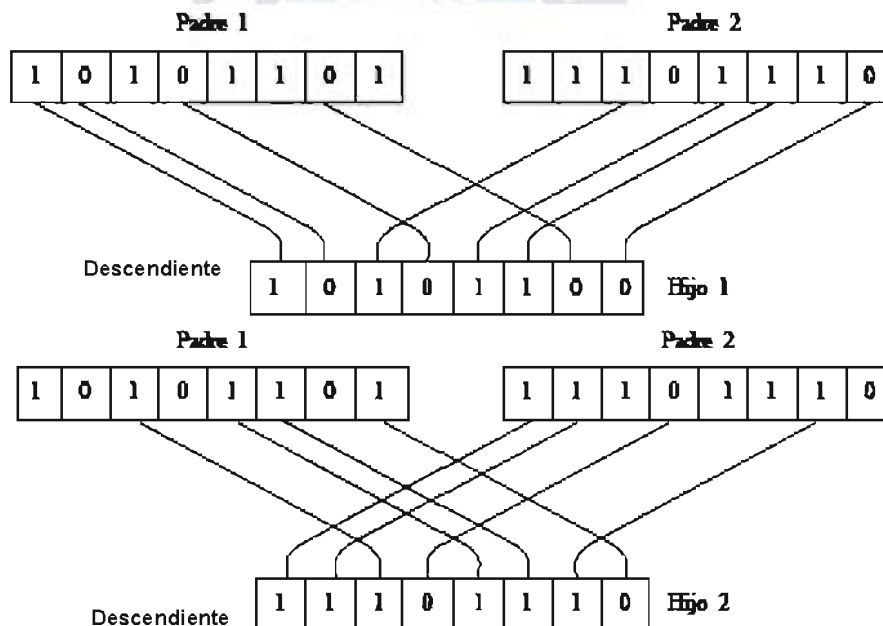 Padre 1 Padre 2
1 0 1 0 1 1 0 1 1 1 1 0 1 1 1 0
Descendiente 1 0 1 0 1 1 0 0 Hijo 1
Padre 1 Padre 2
1 0 1 0 1 1 0 1 1 1 1 0 1 1 1 0
Descendiente 1 1 1 0 1 1 1 0 Hijo 2